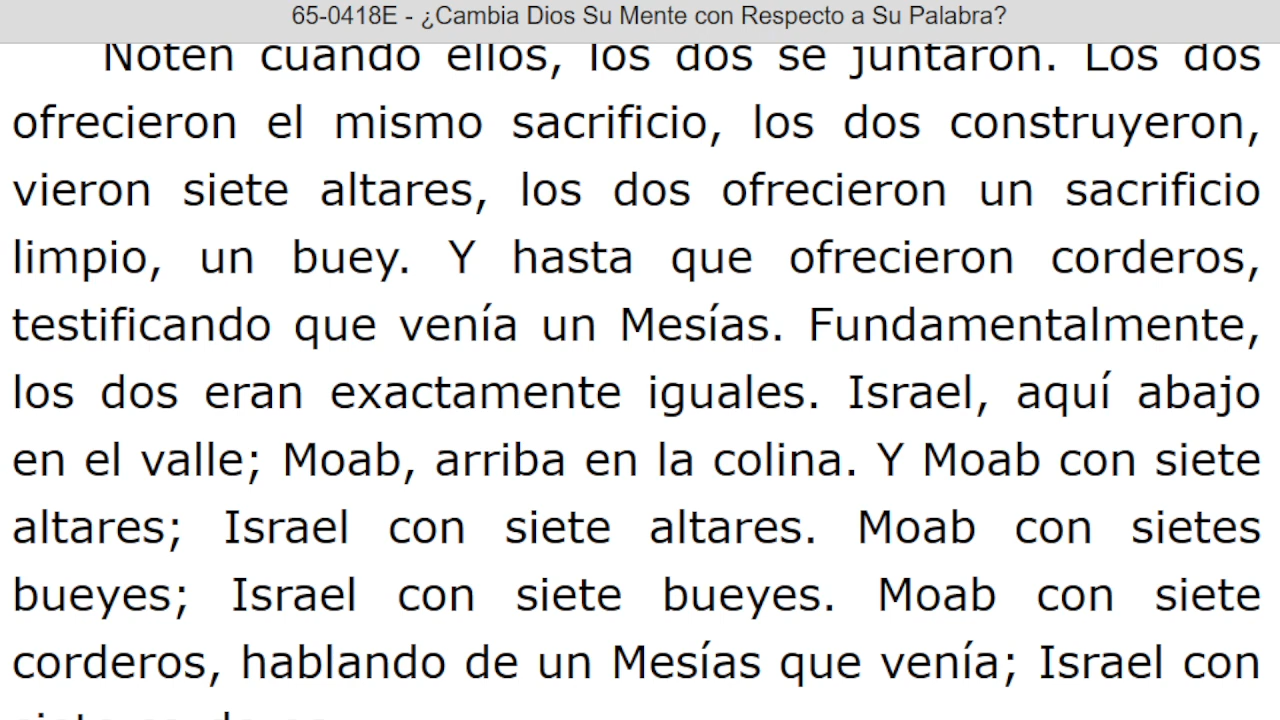 65-0418E - ¿Cambia Dios Su Mente con Respecto a Su Palabra?
Noten cuando ellos, los dos se juntaron. Los dos
ofrecieron el mismo sacrificio, los dos construyeron,
vieron siete altares, los dos ofrecieron un sacrificio
limpio, un buey. Y hasta que ofrecieron corderos,
testificando que venía un Mesías. Fundamentalmente,
los dos eran exactamente iguales. Israel, aquí abajo
en el valle; Moab, arriba en la colina. Y Moab con siete
altares; Israel con siete altares. Moab con sietes
bueyes; Israel con siete bueyes. Moab con siete
corderos, hablando de un Mesías que venía; Israel con